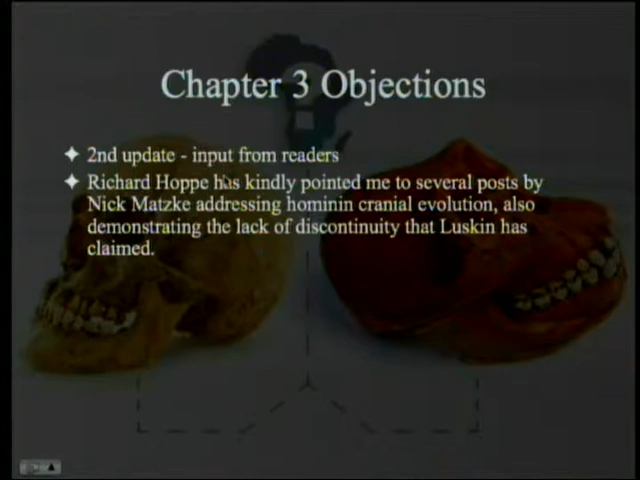 Chapter 3 Objections
✦ 2nd update - input from readers
✦ Richard Hoppe has kindly pointed me to several posts by
Nick Matzke addressing hominin cranial evolution, also
demonstrating the lack of discontinuity that Luskin has
claimed.